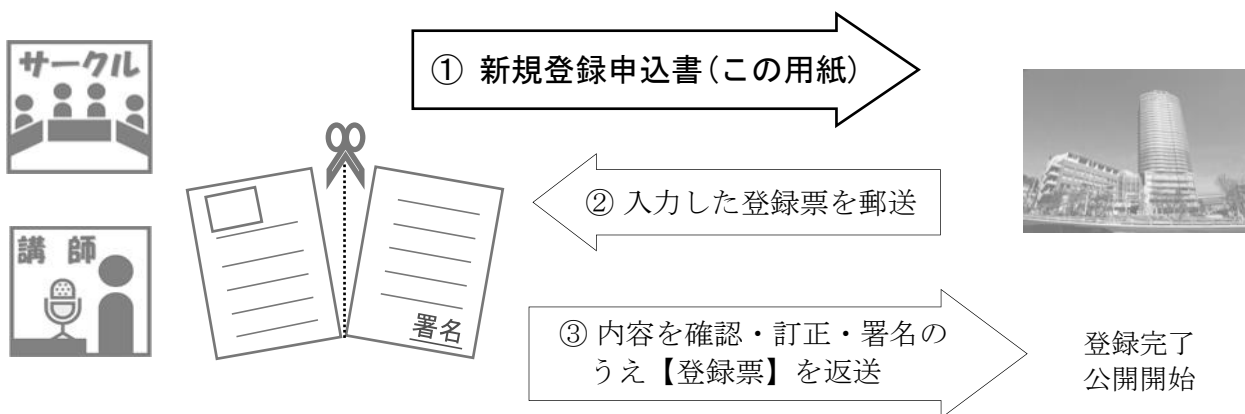 サークル
① 新規登録申込書（この用紙）
② 入力した登録票を郵送
講師
署名
③ 内容を確認・訂正・署名の
うえ【登録票】を返送
登録完了
公開開始